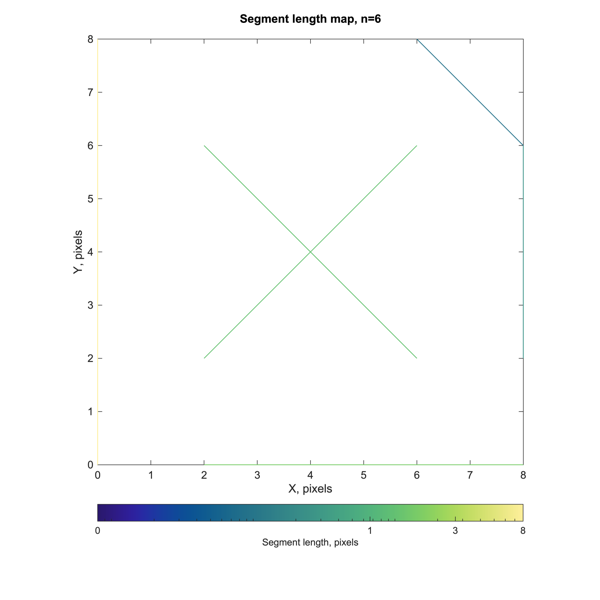 Segment length map, n=6
8
7
6
5
4
3
2
1
0
Y, pixels
0 1 2 3 4 5 6 7 8
X, pixels
0 1 3 8
Segment length, pixels